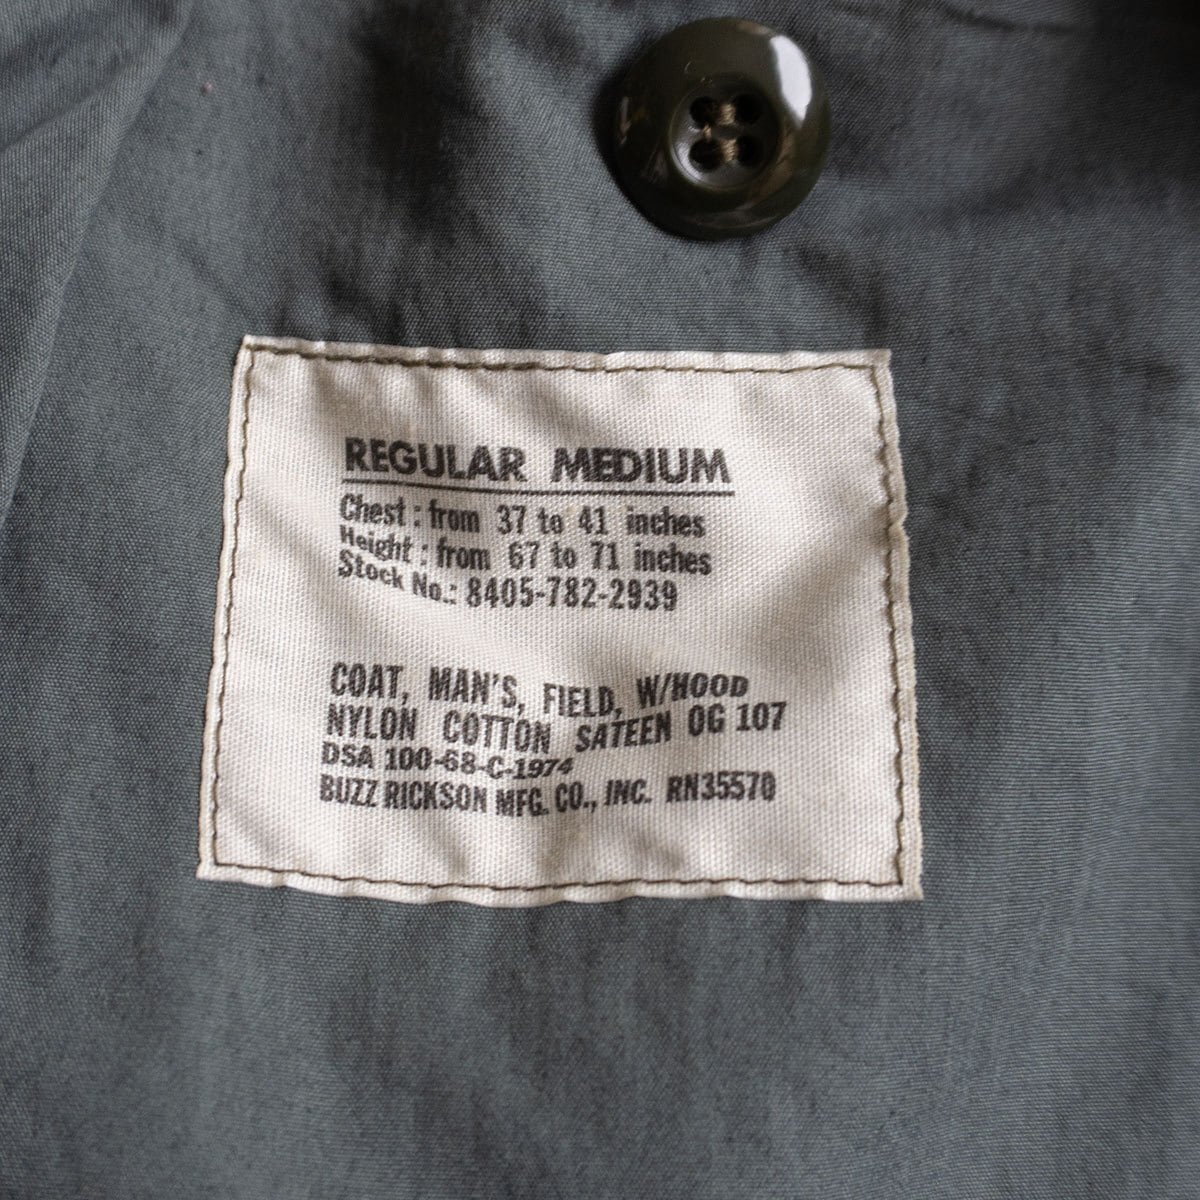 REGULAR MEDIUM
Chest : from 37 to 41 inches
Height : from 67 to 71 inches
Stock No.: 8405-782-2939
COAT, MAN'S, FIELD, W/HOOD
NYLON COTTON SATEEN OG 107
DSA 100-68-C-1974
BUZZ RICKSON MFG. CO., INC. RN35570